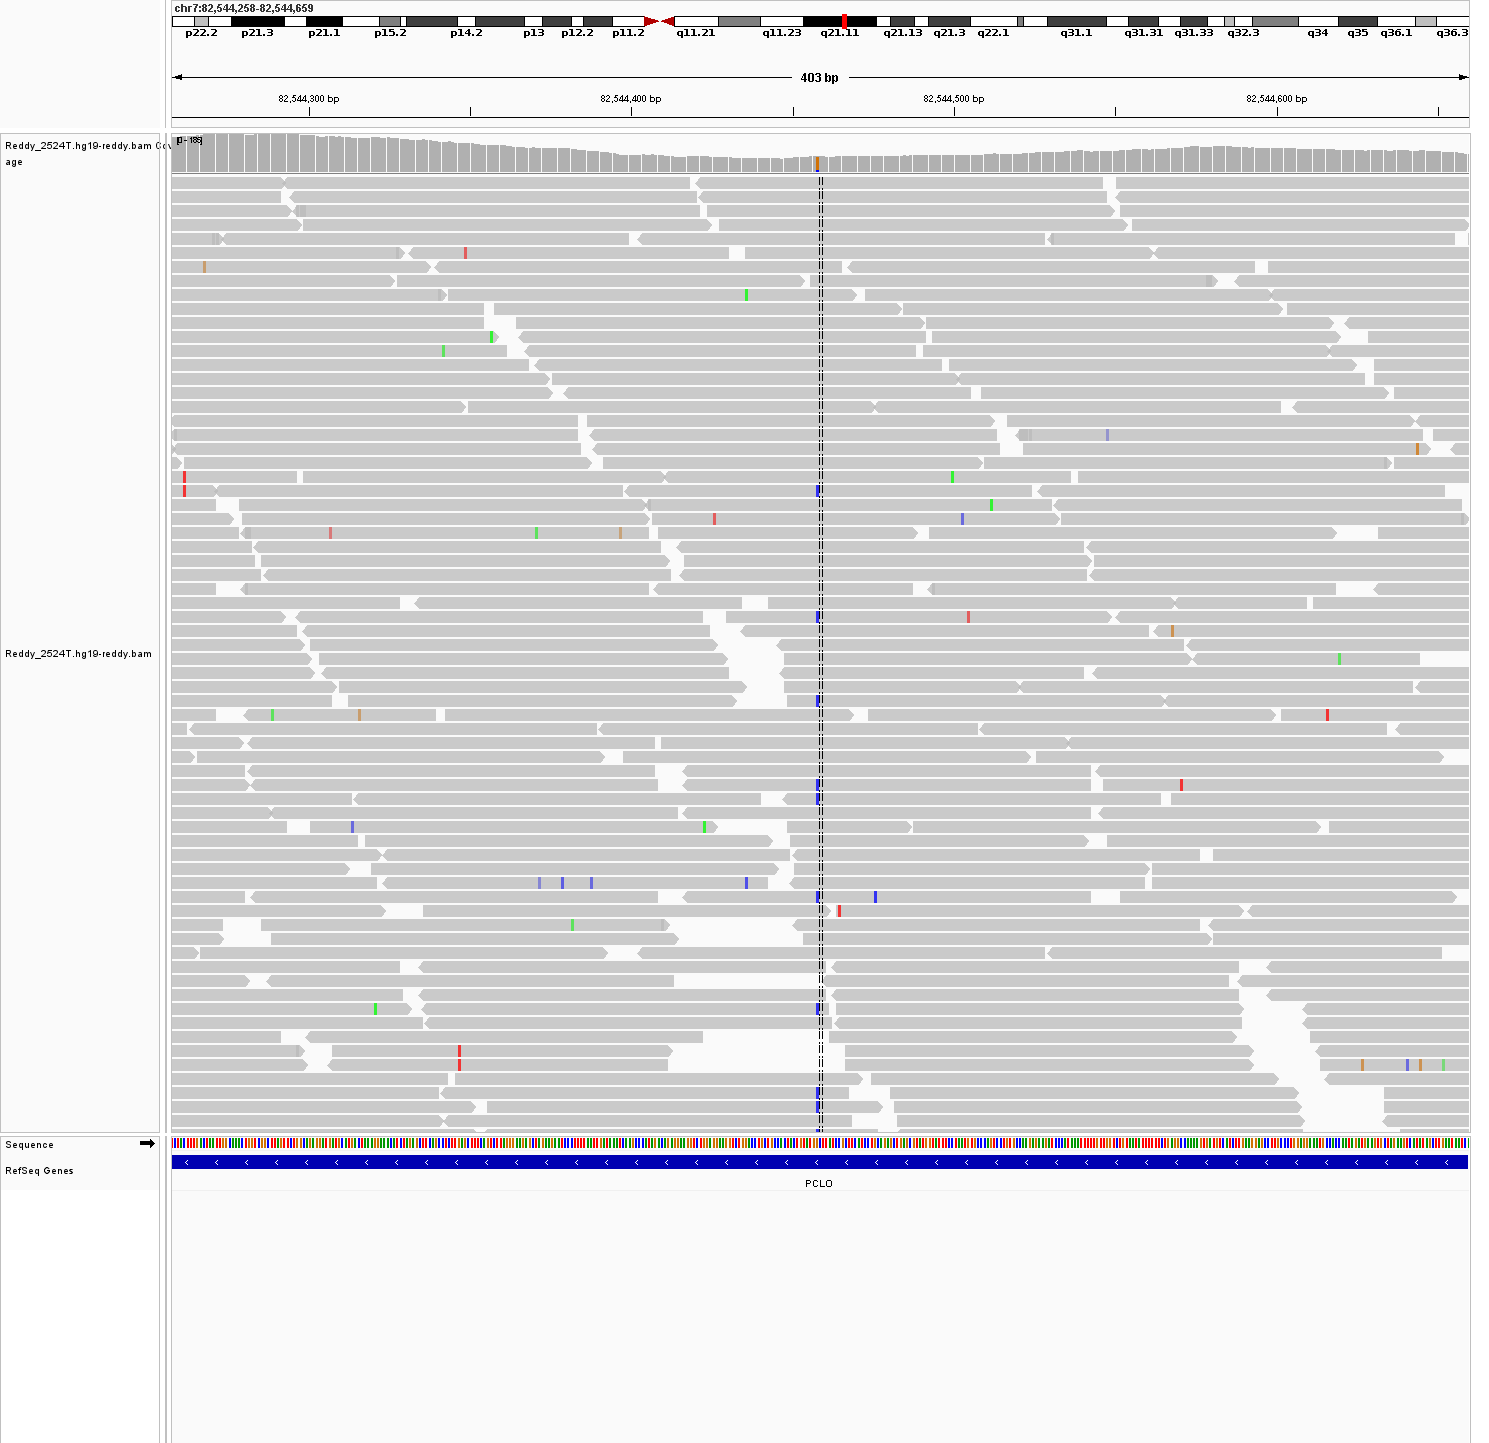 chr7:82,544,258-82,544,659
p22.2 p21.3 p21.1 p15.2 p14.2 p13 p12.2 p11.2 q11.21 q11.23 q21.11 q21.13 q21.3 q22.1 q31.1 q31.31 q31.33 q32.3 q34 q35 q36.1 q36.3
403 bp
82,544,300 bp 82,544,400 bp 82,544,500 bp 82,544,600 bp
[0 - 186]
Reddy_2524T.hg19-reddy.bam Cov
age
Reddy_2524T.hg19-reddy.bam
Sequence
RefSeq Genes
PCLO